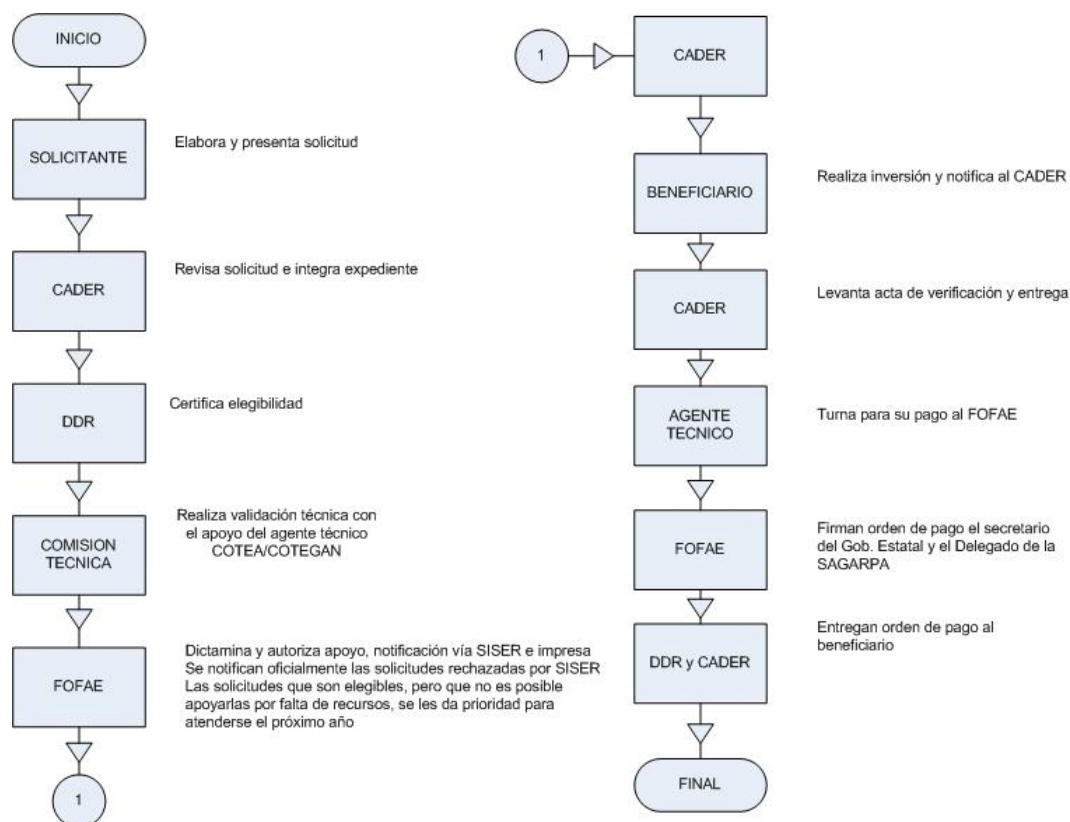 INICIO
SOLICITANTE
Elabora y presenta solicitud
CADER
Revisa solicitud e integra expediente
DDR
Certifica elegibilidad
COMISION
TECNICA
Realiza validación técnica con
el apoyo del agente técnico
COTEA/COTEGAN
FOFAE
Dictamina y autoriza apoyo, notificación vía SISER e impresa
Se notifican oficialmente las solicitudes rechazadas por SISER
Las solicitudes que son elegibles, pero que no es posible
apoyarlas por falta de recursos, se les da prioridad para
atenderse el próximo año
1
1
CADER
BENEFICIARIO
Realiza inversión y notifica al CADER
CADER
Levanta acta de verificación y entrega
AGENTE
TECNICO
Turna para su pago al FOFAE
FOFAE
Firman orden de pago el secretario
del Gob. Estatal y el Delegado de la
SAGARPA
DDR y CADER
Entregan orden de pago al
beneficiario
FINAL